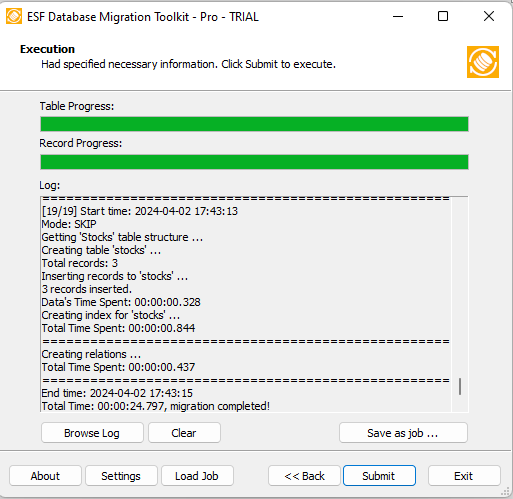 ESF Database Migration Toolkit - Pro - TRIAL
Execution
Had specified necessary information. Click Submit to execute.
Table Progress:
Record Progress:
Log:
======================================================
[19/19] Start time: 2024-04-02 17:43:13
Mode: SKIP
Getting 'Stocks' table structure ...
Creating table 'stocks' ...
Total records: 3
Inserting records to 'stocks' ...
3 records inserted.
Data's Time Spent: 00:00:00.328
Creating index for 'stocks' ...
Total Time Spent: 00:00:00.844
======================================================
Creating relations ...
Total Time Spent: 00:00:00.437
======================================================
End time: 2024-04-02 17:43:15
Total Time: 00:00:24.797, migration completed!
Browse Log Clear Save as job ...
About Settings Load Job << Back Submit Exit